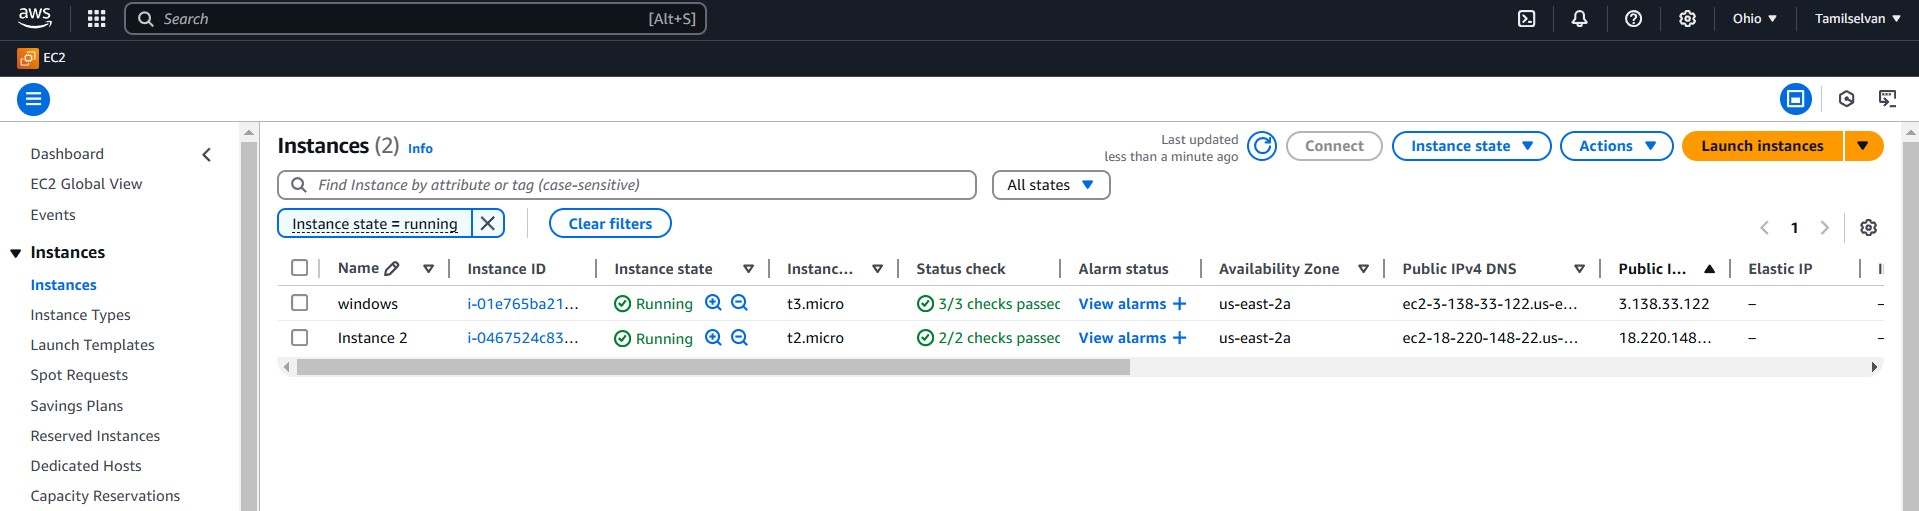 aws Search [Alt+S] Ohio Tamilselvan
EC2
Instances (2) Info Last updated less than a minute ago Connect Instance state Actions Launch instances
Find Instance by attribute or tag (case-sensitive) All states
Instance state = running Clear filters 1
Dashboard
EC2 Global View
Events
Instances
Instances
Instance Types
Launch Templates
Spot Requests
Savings Plans
Reserved Instances
Dedicated Hosts
Capacity Reservations
Name Instance ID Instance state Instanc... Status check Alarm status Availability Zone Public IPv4 DNS Public I... Elastic IP
windows i-01e765ba21... Running t3.micro 3/3 checks passed View alarms + us-east-2a ec2-3-138-33-122.us-e... 3.138.33.122 –
Instance 2 i-0467524c83... Running t2.micro 2/2 checks passed View alarms + us-east-2a ec2-18-220-148-22.us-... 18.220.148... –